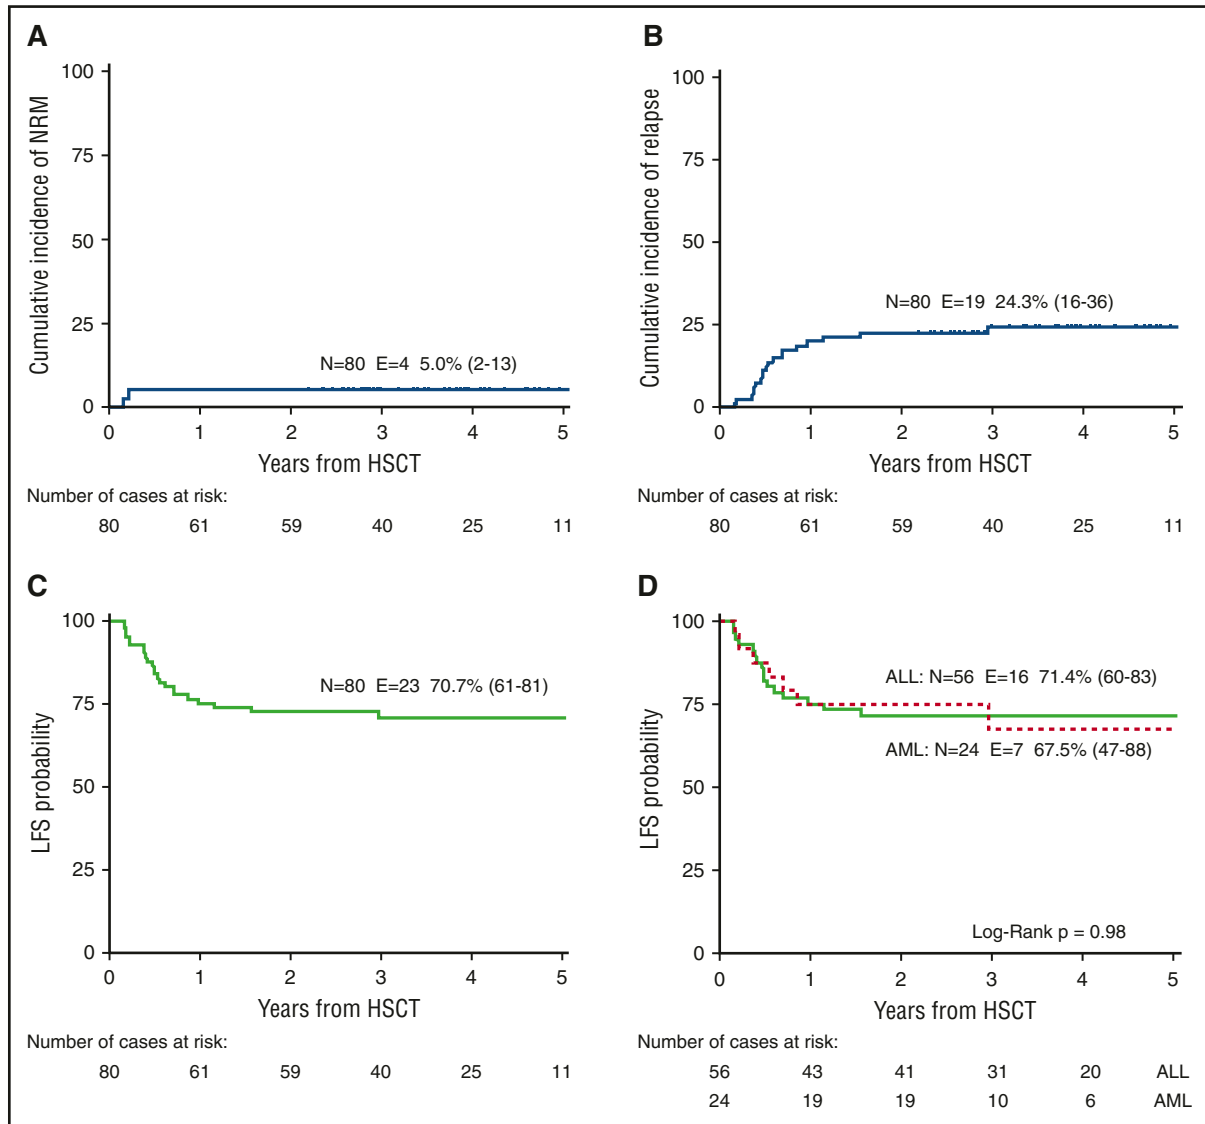 A
Cumulative incidence of NRM
100
75
50
25
0
N=80 E=4 5.0% (2-13)
0 1 2 3 4 5
Years from HSCT
Number of cases at risk:
80 61 59 40 25 11
B
Cumulative incidence of relapse
100
75
50
25
0
N=80 E=19 24.3% (16-36)
0 1 2 3 4 5
Years from HSCT
Number of cases at risk:
80 61 59 40 25 11
C
LFS probability
100
75
50
25
0
N=80 E=23 70.7% (61-81)
0 1 2 3 4 5
Years from HSCT
Number of cases at risk:
80 61 59 40 25 11
D
LFS probability
100
75
50
25
0
ALL: N=56 E=16 71.4% (60-83)
AML: N=24 E=7 67.5% (47-88)
Log-Rank p = 0.98
0 1 2 3 4 5
Years from HSCT
Number of cases at risk:
56 43 41 31 20 ALL
24 19 19 10 6 AML